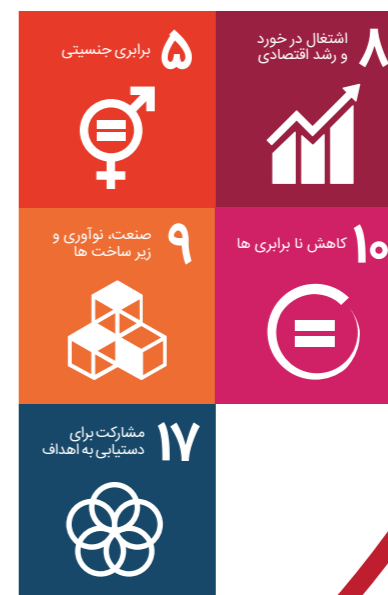 ۸
اشتغال در خورد
و رشد اقتصادی
۵
برابری جنسیتی
۱۰
کاهش نا برابری ها
۹
صنعت، نوآوری و
زیر ساخت ها
۱۷
مشارکت برای
دستیابی به اهداف